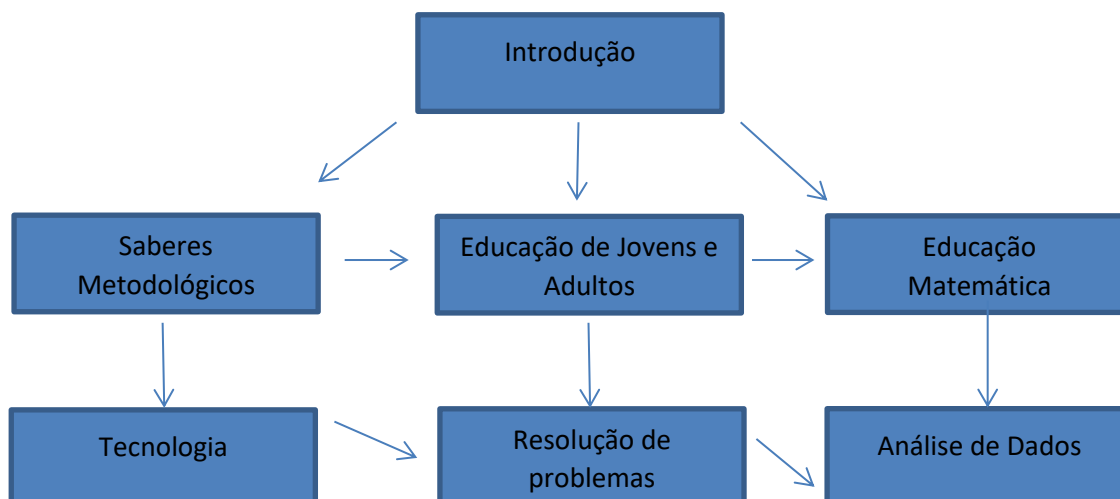 Introdução
Saberes
Metodológicos
Educação de Jovens e
Adultos
Educação
Matemática
Tecnologia
Resolução de
problemas
Análise de Dados